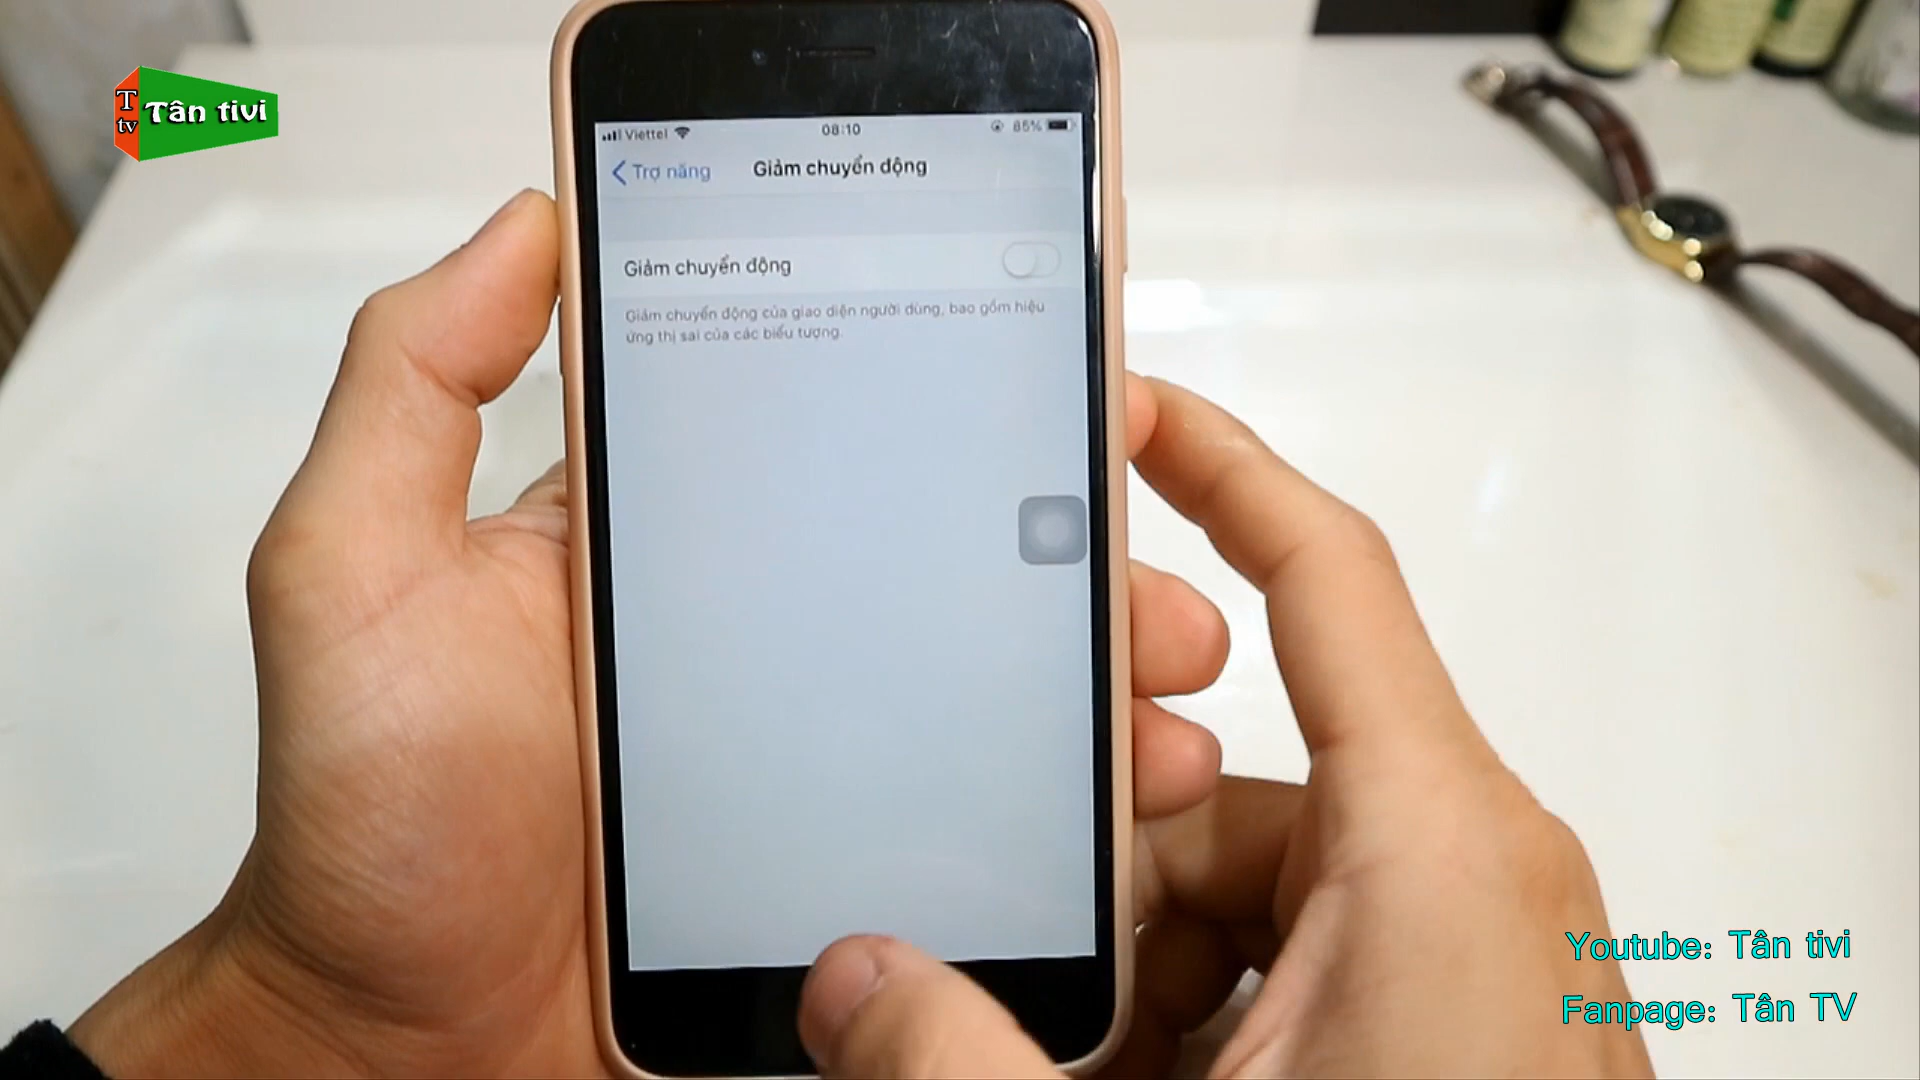 T
tv
Tân tivi
Viettel
08:10
85%
Trợ năng
Giảm chuyển động
Giảm chuyển động
Giảm chuyển động của giao diện người dùng, bao gồm hiệu
ứng thị sai của các biểu tượng.
Youtube: Tân tivi
Fanpage: Tân TV